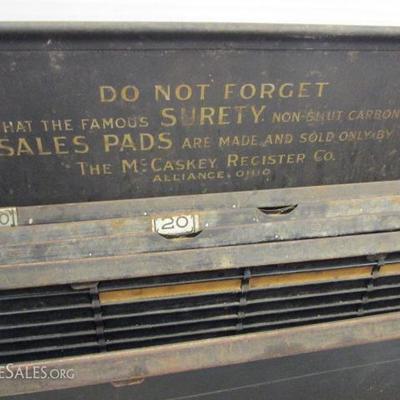 DO NOT FORGET
HAT THE FAMOUS SURETY NON-SHUT CARBON
SALES PADS ARE MADE AND SOLD ONLY BY
THE McCASKEY REGISTER CO.
ALLIANCE, OHIO
0
20
ESALES.ORG